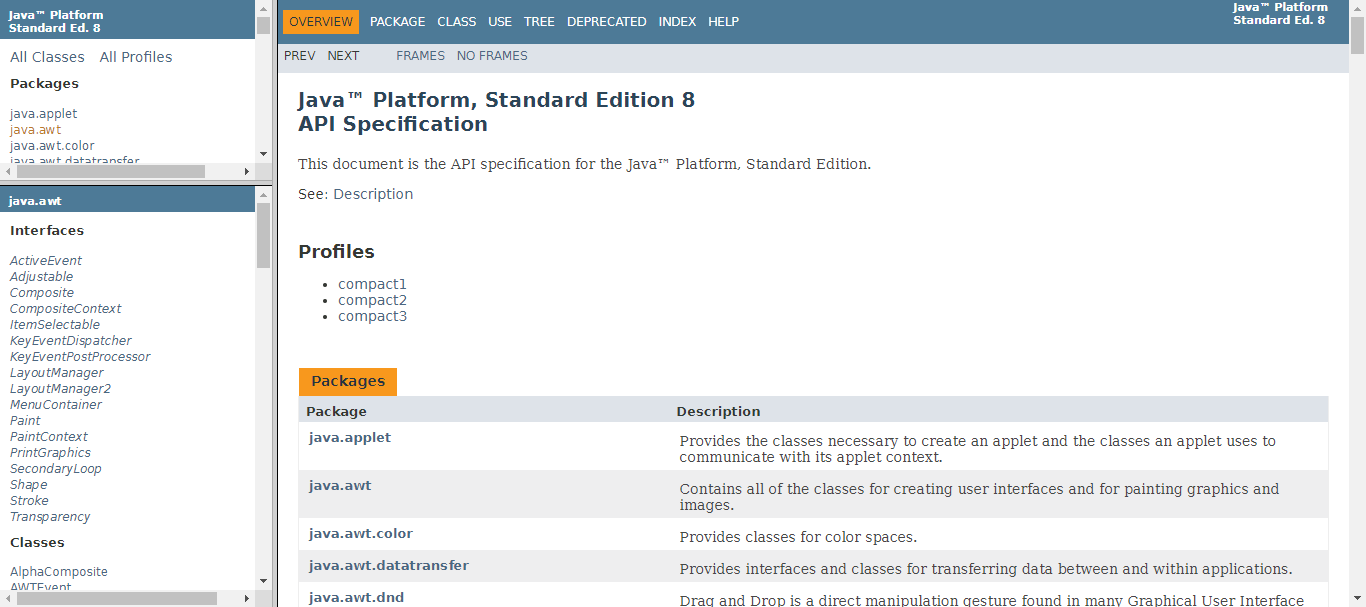 Java™ Platform
Standard Ed. 8
All Classes All Profiles
Packages
java.applet
java.awt
java.awt.color
java.awt.datatransfer
java.awt
Interfaces
ActiveEvent
Adjustable
Composite
CompositeContext
ItemSelectable
KeyEventDispatcher
KeyEventPostProcessor
LayoutManager
LayoutManager2
MenuContainer
Paint
PaintContext
PrintGraphics
SecondaryLoop
Shape
Stroke
Transparency
Classes
AlphaComposite
AWTEvent
OVERVIEW PACKAGE CLASS USE TREE DEPRECATED INDEX HELP
Java™ Platform
Standard Ed. 8
PREV NEXT FRAMES NO FRAMES
Java™ Platform, Standard Edition 8
API Specification
This document is the API specification for the Java™ Platform, Standard Edition.
See: Description
Profiles
• compact1
• compact2
• compact3
Packages
Package Description
java.applet Provides the classes necessary to create an applet and the classes an applet uses to
communicate with its applet context.
java.awt Contains all of the classes for creating user interfaces and for painting graphics and
images.
java.awt.color Provides classes for color spaces.
java.awt.datatransfer Provides interfaces and classes for transferring data between and within applications.
java.awt.dnd Drag and Drop is a direct manipulation gesture found in many Graphical User Interface